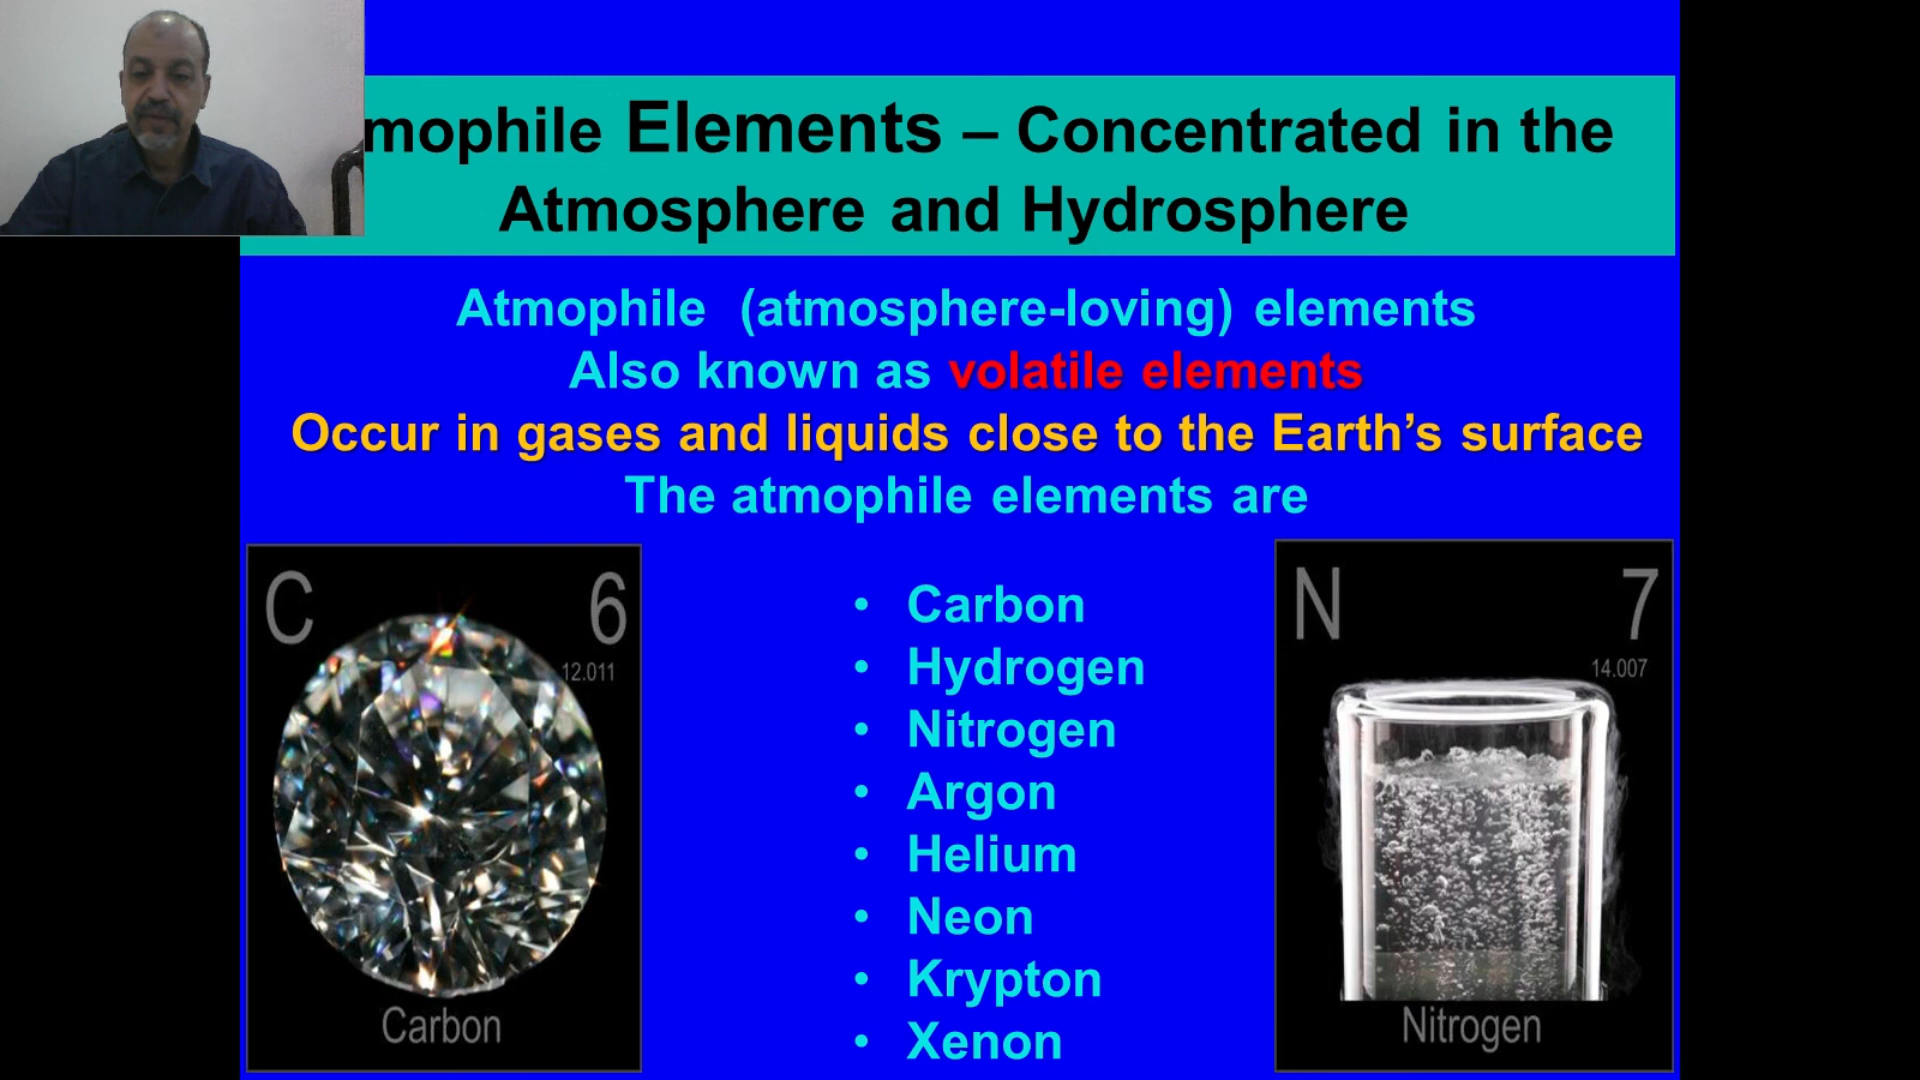 mophile Elements – Concentrated in the
Atmosphere and Hydrosphere
Atmophile (atmosphere-loving) elements
Also known as volatile elements
Occur in gases and liquids close to the Earth’s surface
The atmophile elements are
C 6
12.011
Carbon
• Carbon
• Hydrogen
• Nitrogen
• Argon
• Helium
• Neon
• Krypton
• Xenon
N 7
14.007
Nitrogen